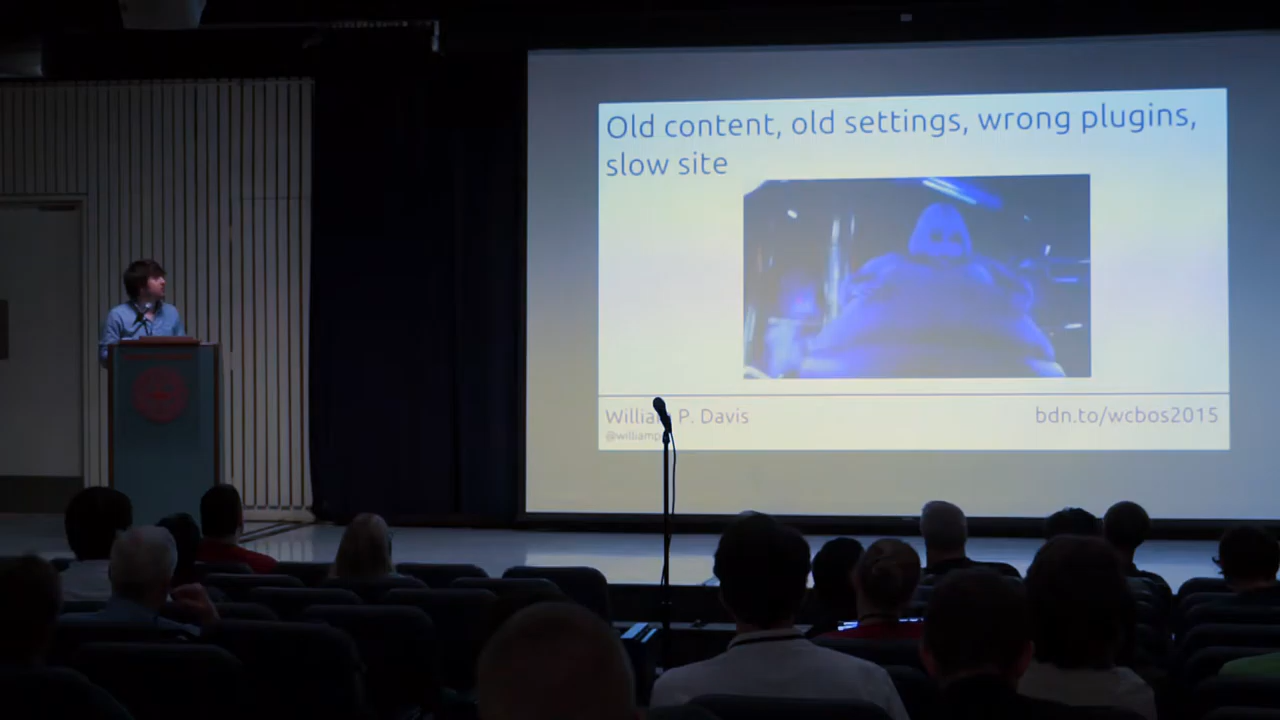 Old content, old settings, wrong plugins,
slow site
P. Davis
bdn.to/wcbos2015